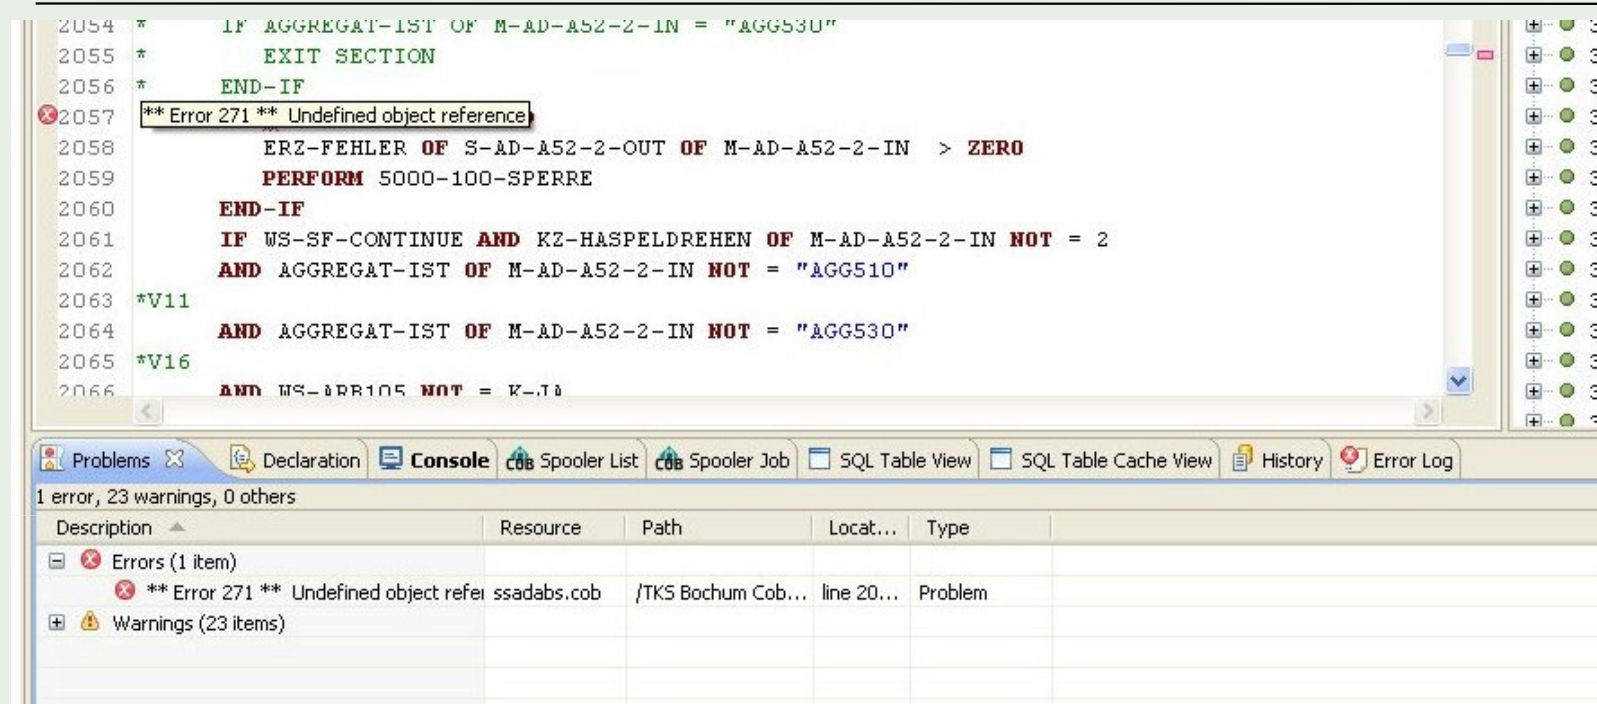 2054 * IF AGGREGAT-IST OF M-AD-A52-2-IN = "AGG530"
2055 * EXIT SECTION
2056 * END-IF
2057 ** Error 271 ** Undefined object reference
2058 ERZ-FEHLER OF S-AD-A52-2-OUT OF M-AD-A52-2-IN > ZERO
2059 PERFORM 5000-100-SPERRE
2060 END-IF
2061 IF WS-SF-CONTINUE AND KZ-HASPELDREHEN OF M-AD-A52-2-IN NOT = 2
2062 AND AGGREGAT-IST OF M-AD-A52-2-IN NOT = "AGG510"
2063 *V11
2064 AND AGGREGAT-IST OF M-AD-A52-2-IN NOT = "AGG530"
2065 *V16
2066 AND WS-ARB105 NOT = K-JA
Problems Declaration Console Spooler List Spooler Job SQL Table View SQL Table Cache View History Error Log
1 error, 23 warnings, 0 others
Description Resource Path Locat... Type
Errors (1 item)
** Error 271 ** Undefined object refer ssadabs.cob /TKS Bochum Cob... line 20... Problem
Warnings (23 items)